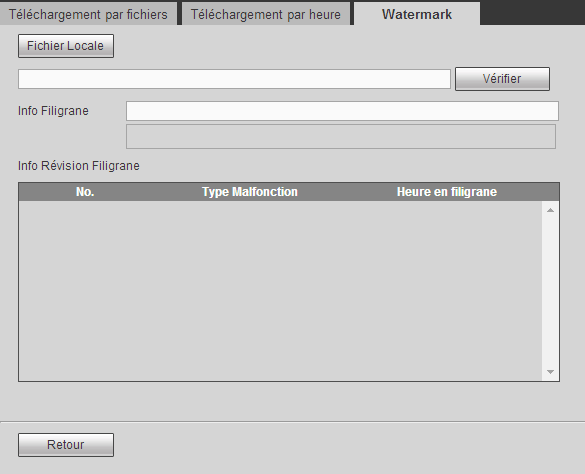 Téléchargement par fichiers Téléchargement par heure Watermark
Fichier Locale
Vérifier
Info Filigrane
Info Révision Filigrane
No. Type Malfonction Heure en filigrane
Retour